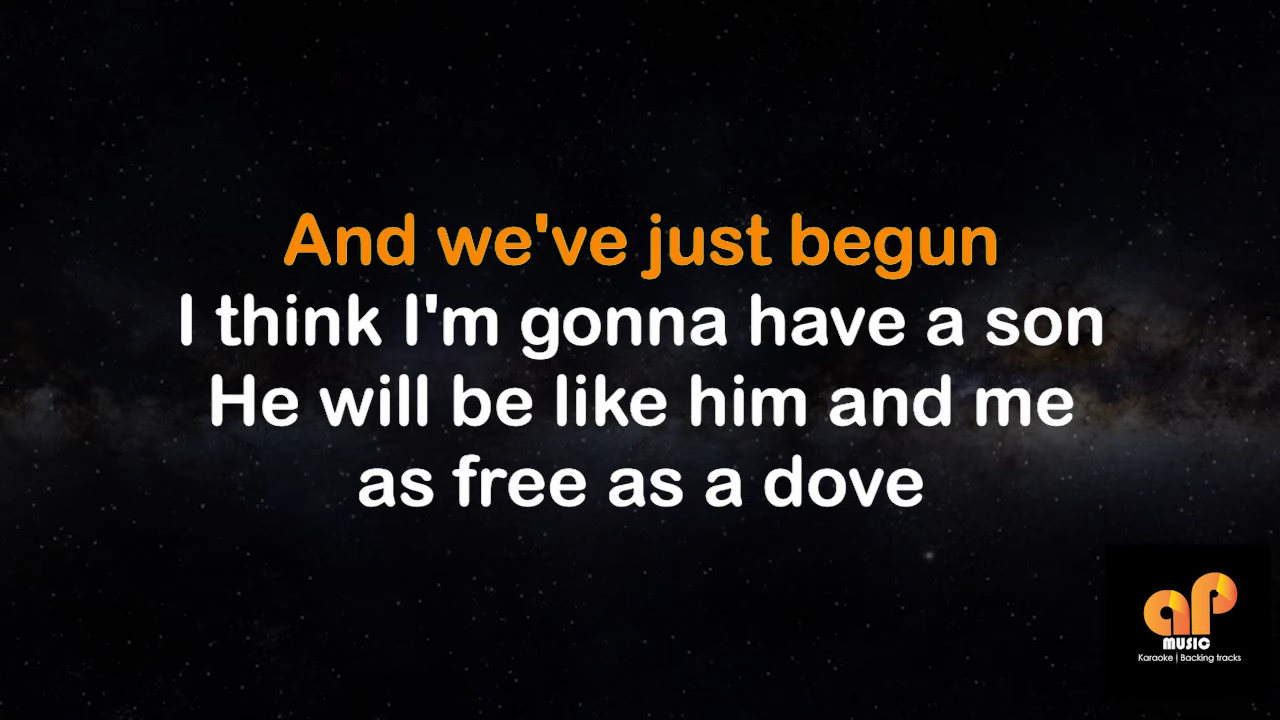 And we've just begun
I think I'm gonna have a son
He will be like him and me
as free as a dove
aP
MUSIC
Karaoke | Backing tracks